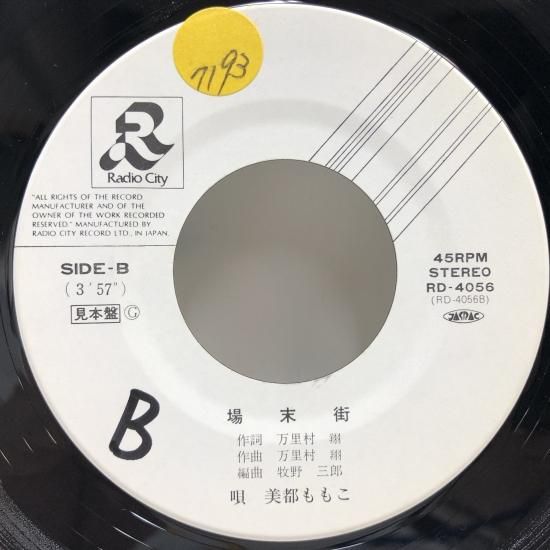 7193
R
Radio City
"ALL RIGHTS OF THE RECORD
MANUFACTURER AND OF THE
OWNER OF THE WORK RECORDED
RESERVED." MANUFACTURED BY
RADIO CITY RECORD LTD., IN JAPAN.
SIDE-B
(3'57")
見本盤 Ⓖ
45RPM
STEREO
RD-4056
(RD-4056B)
JASRAC
B
場末街
作詞 万里村 翔
作曲 万里村 翔
編曲 牧野 三郎
唄 美都ももこ